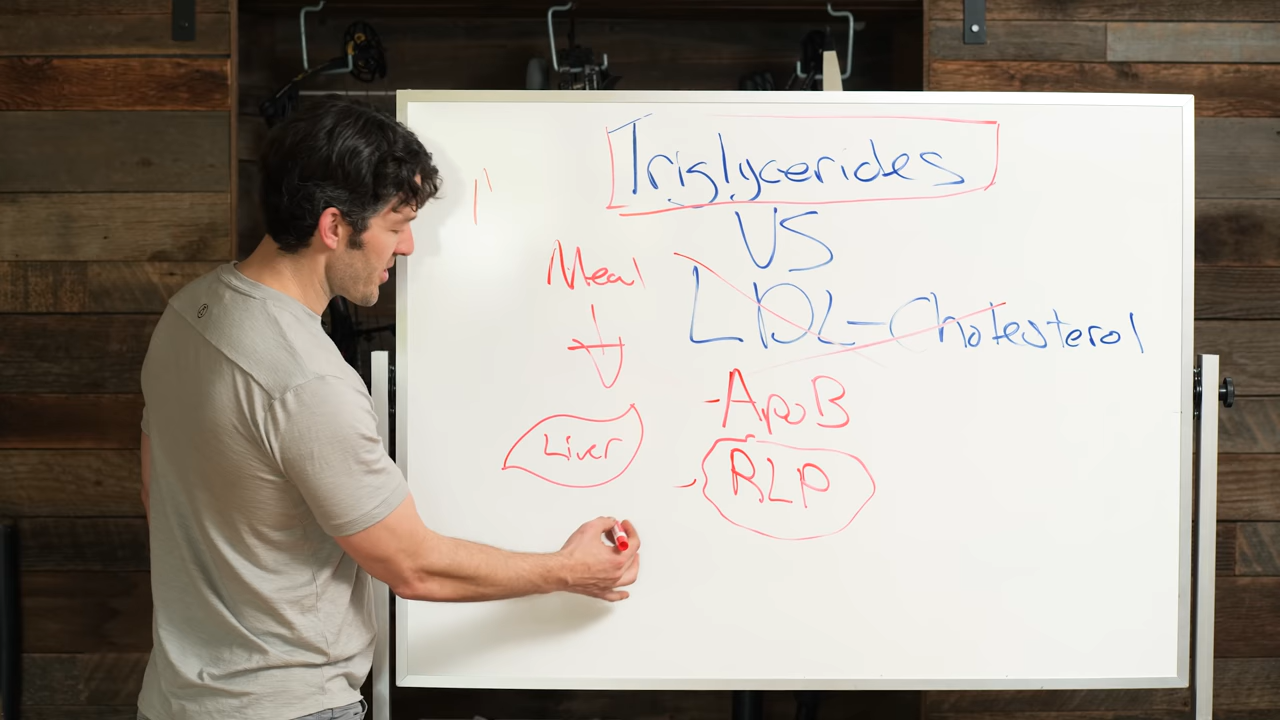 Triglycerides
VS
LDL-Cholesterol
Meal
Liver
-ApoB
-RLP